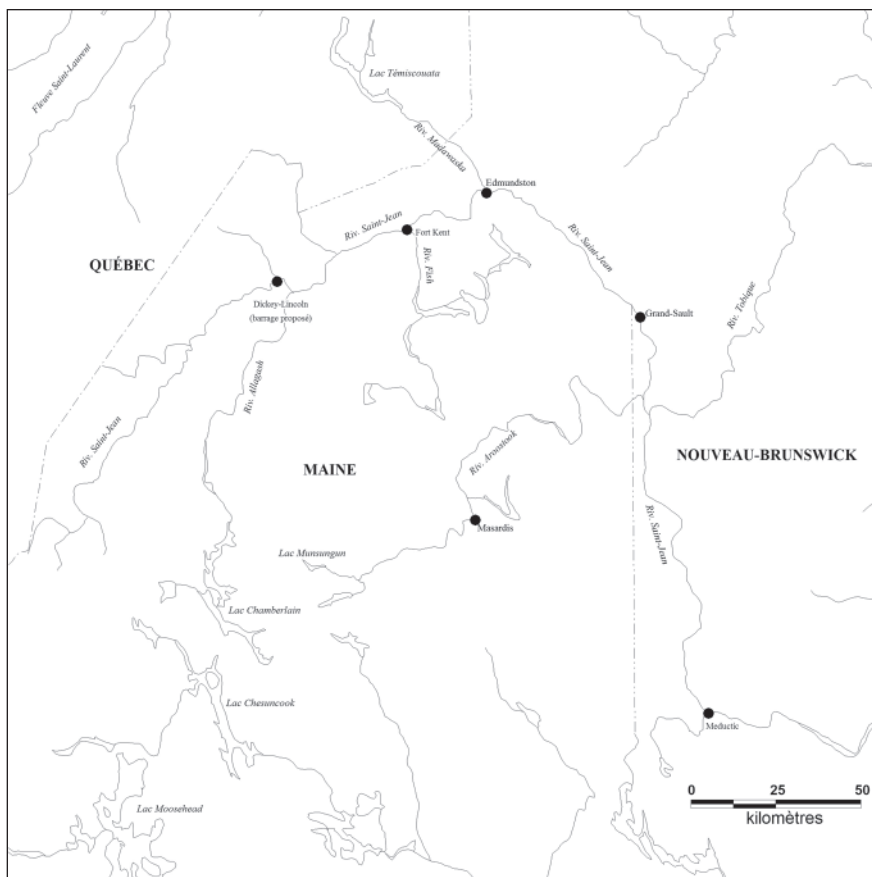 Fleuve Saint-Laurent
Lac Témiscouata
Riv. Madawaska
Edmundston
Riv. Saint-Jean
Fort Kent
Riv. Saint-Jean
Riv. Fish
QUÉBEC
Dickey-Lincoln
(barrage proposé)
Grand-Sault
Riv. Tobique
Riv. Allagash
Riv. Saint-Jean
Riv. Aroostook
MAINE
NOUVEAU-BRUNSWICK
Masardis
Riv. Saint-Jean
Lac Munsungun
Lac Chamberlain
Lac Chesuncook
Meductic
Lac Moosehead
0 25 50
kilomètres